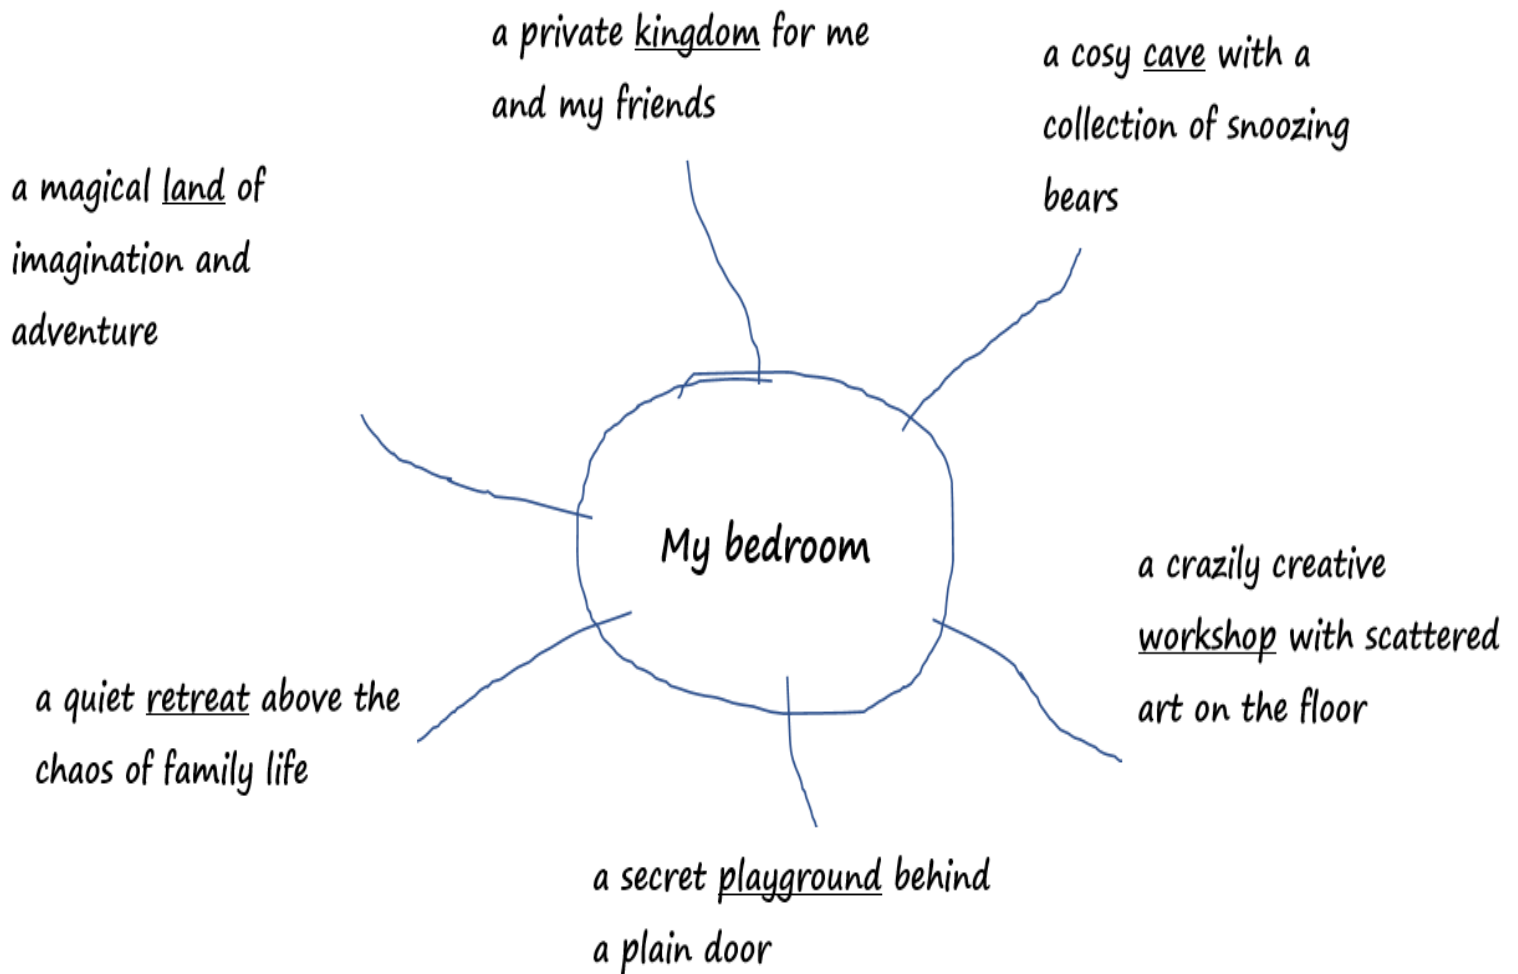 a private kingdom for me
and my friends
a cosy cave with a
collection of snoozing
bears
a magical land of
imagination and
adventure
My bedroom
a crazily creative
workshop with scattered
art on the floor
a quiet retreat above the
chaos of family life
a secret playground behind
a plain door